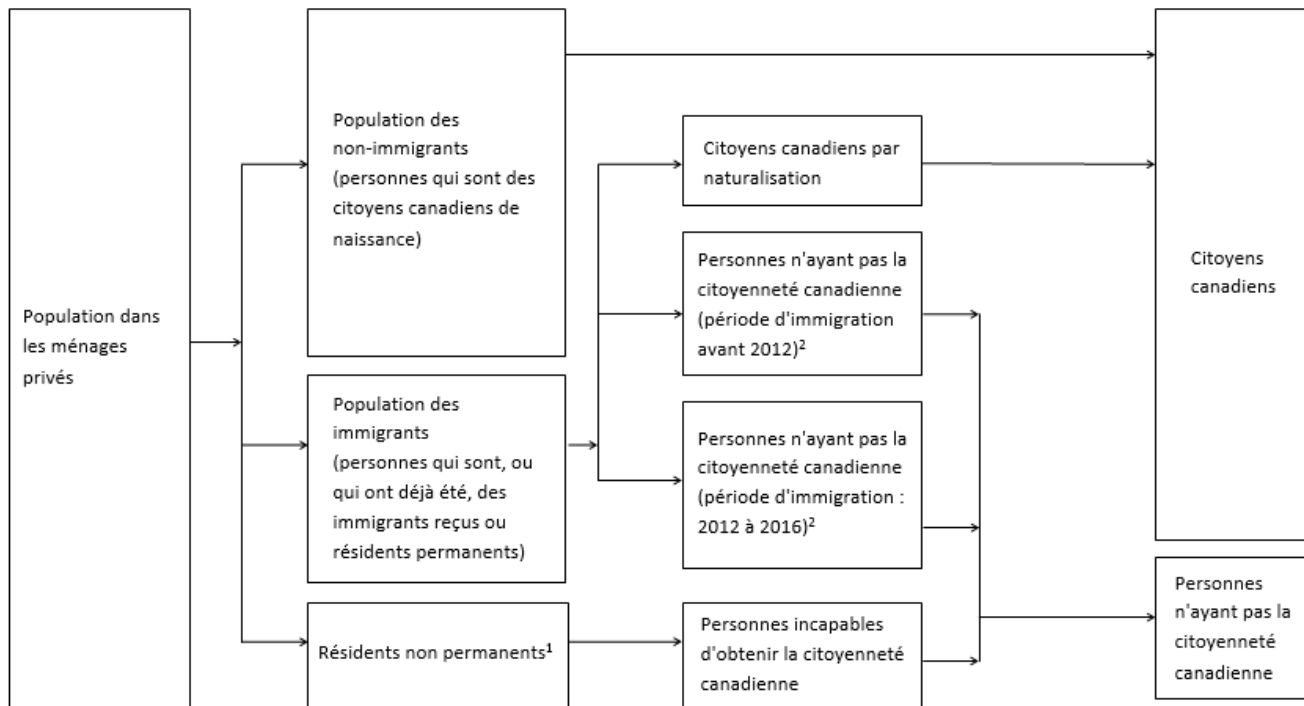 Population dans
les ménages
privés
Population des
non-immigrants
(personnes qui sont des
citoyens canadiens de
naissance)
Population des
immigrants
(personnes qui sont, ou
qui ont déjà été, des
immigrants reçus ou
résidents permanents)
Résidents non permanents¹
Citoyens canadiens par
naturalisation
Personnes n'ayant pas la
citoyenneté canadienne
(période d'immigration
avant 2012)²
Personnes n'ayant pas la
citoyenneté canadienne
(période d'immigration :
2012 à 2016)²
Personnes incapables
d'obtenir la citoyenneté
canadienne
Citoyens
canadiens
Personnes
n'ayant pas la
citoyenneté
canadienne